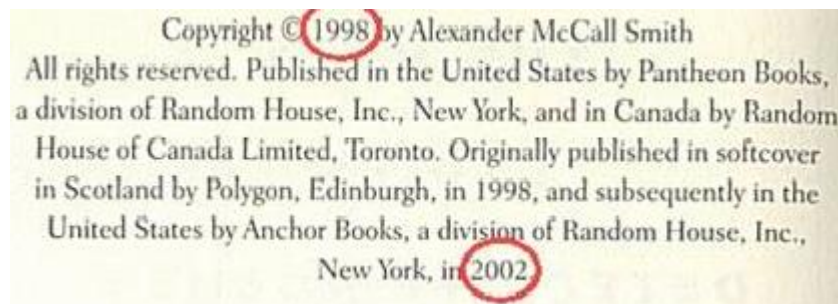 Copyright © 1998 by Alexander McCall Smith
All rights reserved. Published in the United States by Pantheon Books,
a division of Random House, Inc., New York, and in Canada by Random
House of Canada Limited, Toronto. Originally published in softcover
in Scotland by Polygon, Edinburgh, in 1998, and subsequently in the
United States by Anchor Books, a division of Random House, Inc.,
New York, in 2002